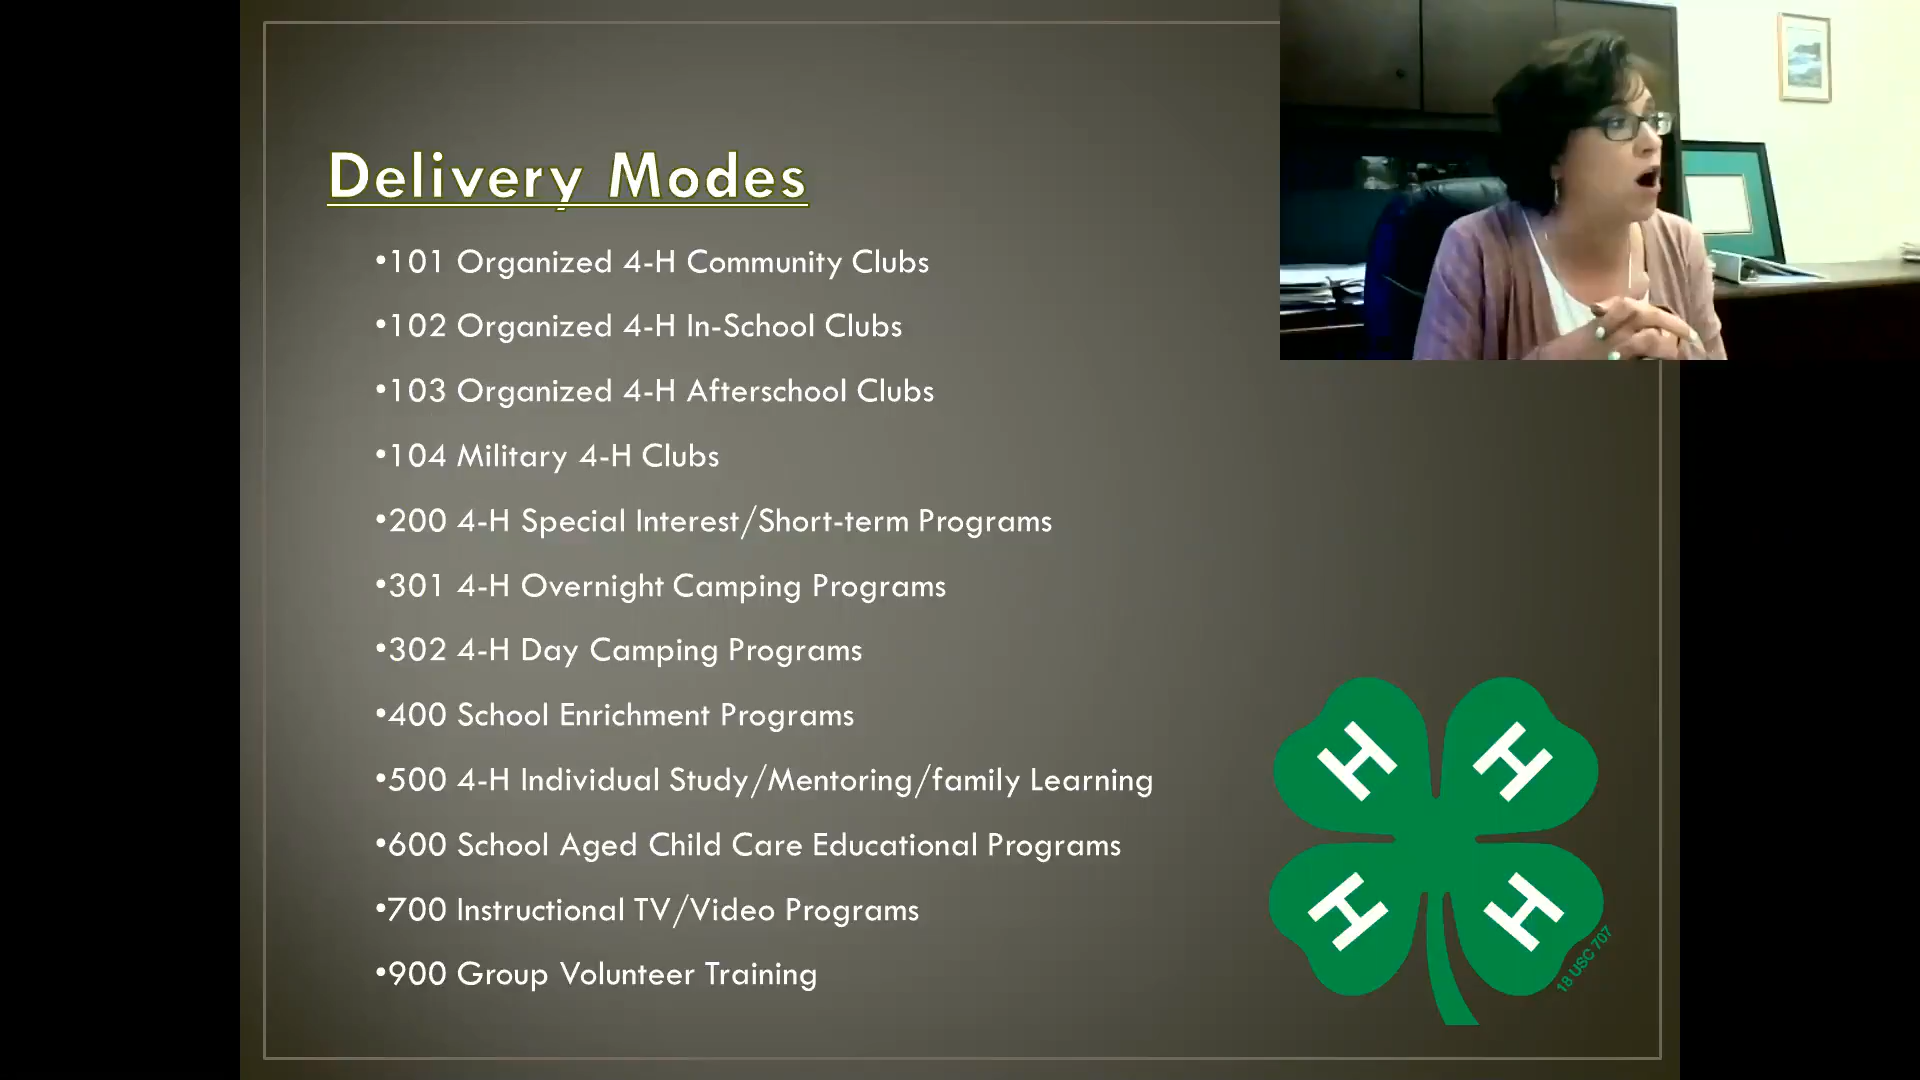 Delivery Modes
•101 Organized 4-H Community Clubs
•102 Organized 4-H In-School Clubs
•103 Organized 4-H Afterschool Clubs
•104 Military 4-H Clubs
•200 4-H Special Interest/Short-term Programs
•301 4-H Overnight Camping Programs
•302 4-H Day Camping Programs
•400 School Enrichment Programs
•500 4-H Individual Study/Mentoring/family Learning
•600 School Aged Child Care Educational Programs
•700 Instructional TV/Video Programs
•900 Group Volunteer Training
H H
H H
18 USC 707